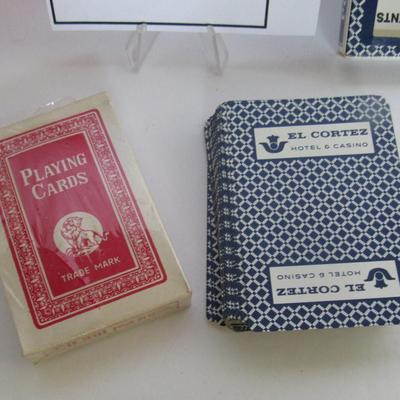 PLAYING
CARDS
TRADE MARK
EL CORTEZ
HOTEL & CASINO
EL CORTEZ
HOTEL & CASINO